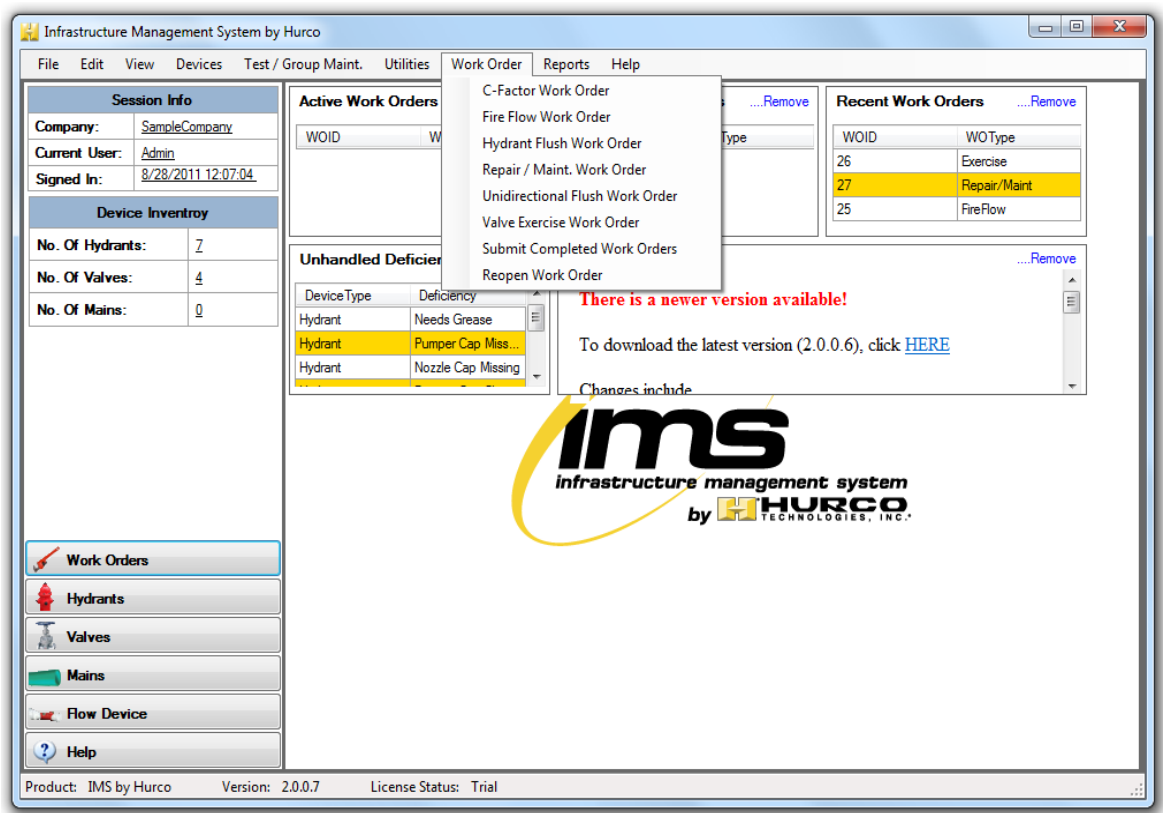 Infrastructure Management System by Hurco
File Edit View Devices Test / Group Maint. Utilities Work Order Reports Help
Session Info
Company: SampleCompany
Current User: Admin
Signed In: 8/28/2011 12:07:04
Device Inventroy
No. Of Hydrants: 7
No. Of Valves: 4
No. Of Mains: 0
C-Factor Work Order
Fire Flow Work Order
Hydrant Flush Work Order
Repair / Maint. Work Order
Unidirectional Flush Work Order
Valve Exercise Work Order
Submit Completed Work Orders
Reopen Work Order
Active Work Orders
WOID W
....Remove
Type
Recent Work Orders ....Remove
WOID WOType
26 Exercise
27 Repair/Maint
25 FireFlow
Unhandled Deficien
DeviceType Deficiency
Hydrant Needs Grease
Hydrant Pumper Cap Miss...
Hydrant Nozzle Cap Missing
....Remove
There is a newer version available!
To download the latest version (2.0.0.6), click HERE
Changes include
ims
infrastructure management system
by HURCO
TECHNOLOGIES, INC.
Work Orders
Hydrants
Valves
Mains
Flow Device
Help
Product: IMS by Hurco Version: 2.0.0.7 License Status: Trial